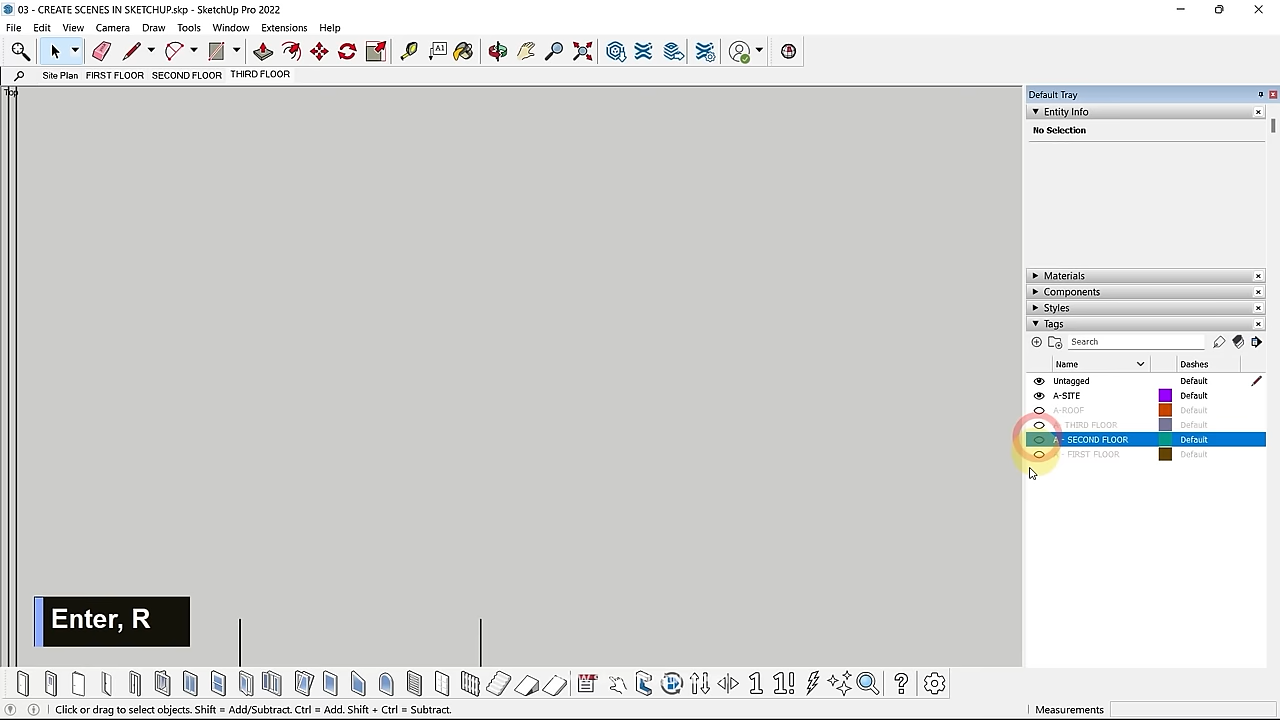 03 - CREATE SCENES IN SKETCHUP.skp - SketchUp Pro 2022
File Edit View Camera Draw Tools Window Extensions Help
A1
Site Plan FIRST FLOOR SECOND FLOOR THIRD FLOOR
Top
Default Tray
Entity Info
No Selection
Materials
Components
Styles
Tags
Search
Name Dashes
Untagged Default
A-SITE Default
A-ROOF Default
THIRD FLOOR Default
A - SECOND FLOOR Default
- FIRST FLOOR Default
Enter, R
1 1! ?
Click or drag to select objects. Shift = Add/Subtract. Ctrl = Add. Shift + Ctrl = Subtract.
Measurements